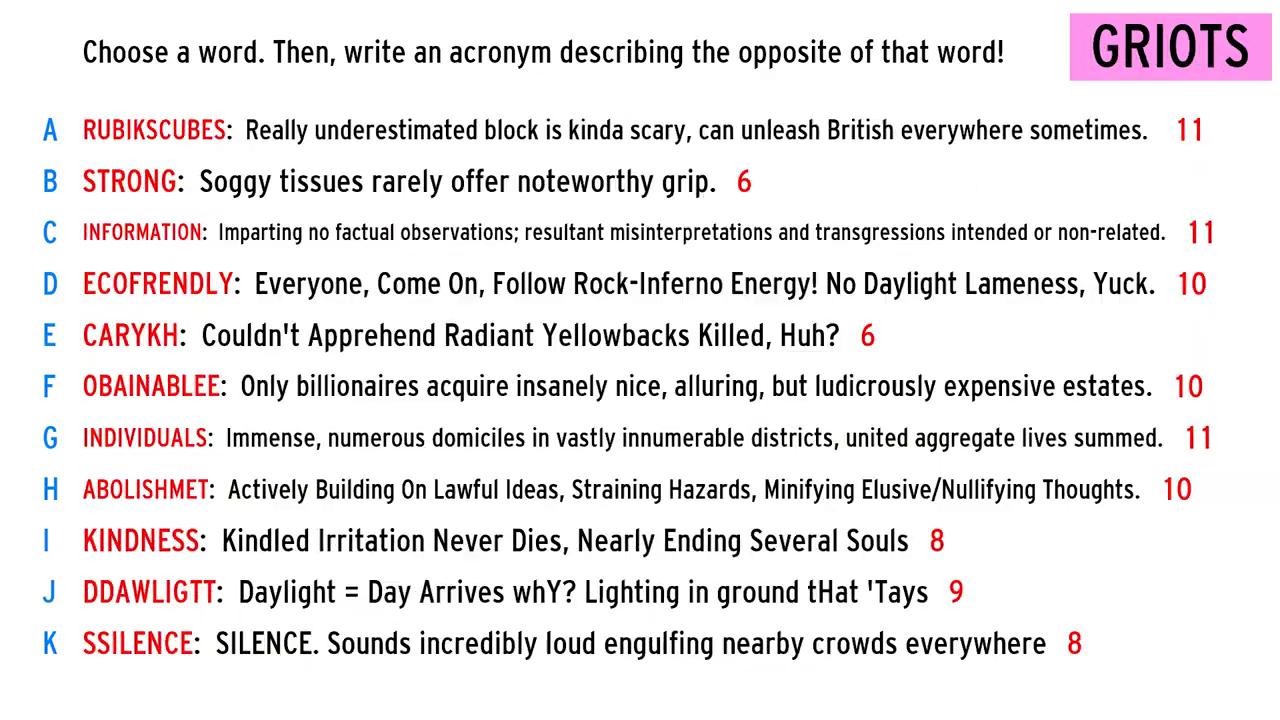 Choose a word. Then, write an acronym describing the opposite of that word!
GRIOTS
A RUBIKSCUBES: Really underestimated block is kinda scary, can unleash British everywhere sometimes. 11
B STRONG: Soggy tissues rarely offer noteworthy grip. 6
C INFORMATION: Imparting no factual observations; resultant misinterpretations and transgressions intended or non-related. 11
D ECOFRENDLY: Everyone, Come On, Follow Rock-Inferno Energy! No Daylight Lameness, Yuck. 10
E CARYKH: Couldn't Apprehend Radiant Yellowbacks Killed, Huh? 6
F OBAINABLEE: Only billionaires acquire insanely nice, alluring, but ludicrously expensive estates. 10
G INDIVIDUALS: Immense, numerous domiciles in vastly innumerable districts, united aggregate lives summed. 11
H ABOLISHMET: Actively Building On Lawful Ideas, Straining Hazards, Minifying Elusive/Nullifying Thoughts. 10
I KINDNESS: Kindled Irritation Never Dies, Nearly Ending Several Souls 8
J DDAWLIGTT: Daylight = Day Arrives whY? Lighting in ground tHat 'Tays 9
K SSILENCE: SILENCE. Sounds incredibly loud engulfing nearby crowds everywhere 8